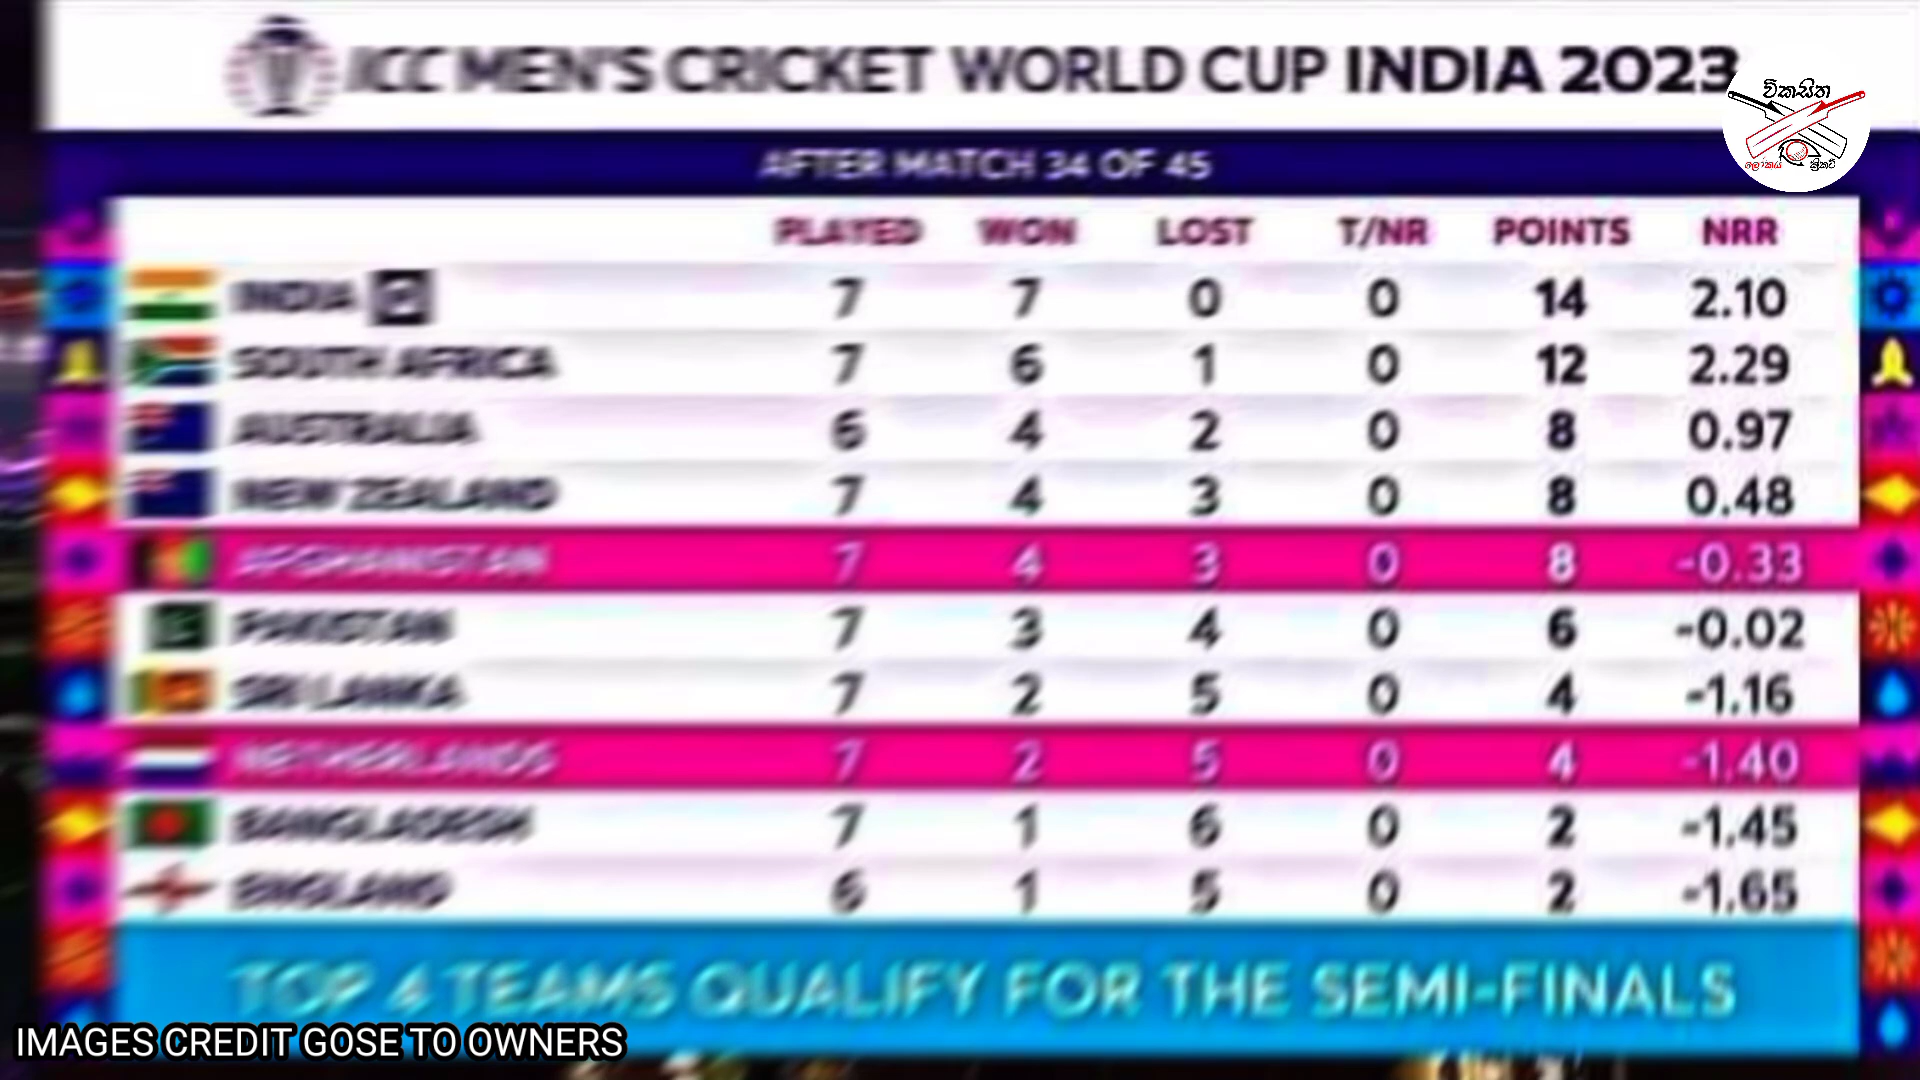 ICC MEN'S CRICKET WORLD CUP INDIA 2023
විකසිත
ලෝකය ක්‍රිකට්
AFTER MATCH 34 OF 45
PLAYED WON LOST T/NR POINTS NRR
INDIA Q 7 7 0 0 14 2.10
SOUTH AFRICA 7 6 1 0 12 2.29
AUSTRALIA 6 4 2 0 8 0.97
NEW ZEALAND 7 4 3 0 8 0.48
AFGHANISTAN 7 4 3 0 8 -0.33
PAKISTAN 7 3 4 0 6 -0.02
SRI LANKA 7 2 5 0 4 -1.16
NETHERLANDS 7 2 5 0 4 -1.40
BANGLADESH 7 1 6 0 2 -1.45
ENGLAND 6 1 5 0 2 -1.65
TOP 4 TEAMS QUALIFY FOR THE SEMI-FINALS
IMAGES CREDIT GOSE TO OWNERS